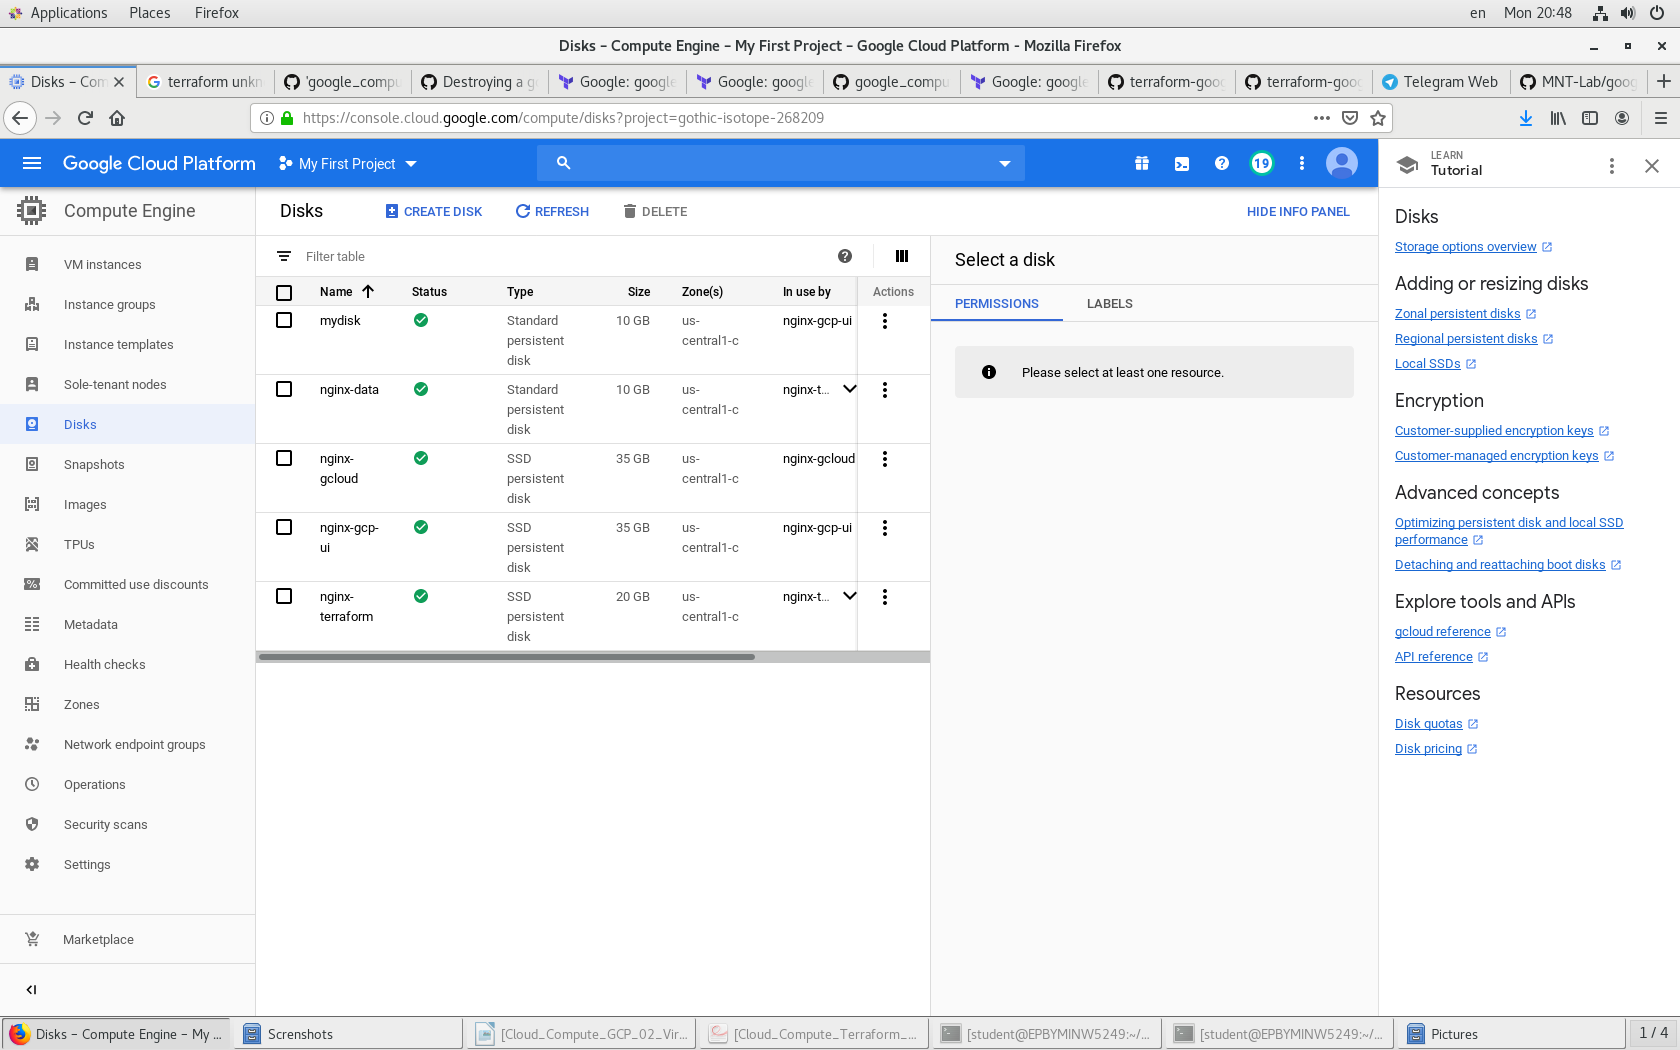 Applications Places Firefox en Mon 20:48
Disks – Compute Engine – My First Project – Google Cloud Platform - Mozilla Firefox
Disks – Com terraform unkn 'google_compu Destroying a g Google: google Google: google google_compu Google: google terraform-goog terraform-goog Telegram Web MNT-Lab/goog
https://console.cloud.google.com/compute/disks?project=gothic-isotope-268209
Google Cloud Platform My First Project 19
LEARN
Tutorial
Compute Engine
Disks CREATE DISK REFRESH DELETE HIDE INFO PANEL
VM instances
Instance groups
Instance templates
Sole-tenant nodes
Disks
Snapshots
Images
TPUs
Committed use discounts
Metadata
Health checks
Zones
Network endpoint groups
Operations
Security scans
Settings
Marketplace
Filter table
Name Status Type Size Zone(s) In use by Actions
mydisk Standard 10 GB us- nginx-gcp-ui
persistent central1-c
disk
nginx-data Standard 10 GB us- nginx-t...
persistent central1-c
disk
nginx- SSD 35 GB us- nginx-gcloud
gcloud persistent central1-c
disk
nginx-gcp- SSD 35 GB us- nginx-gcp-ui
ui persistent central1-c
disk
nginx- SSD 20 GB us- nginx-t...
terraform persistent central1-c
disk
Select a disk
PERMISSIONS LABELS
Please select at least one resource.
Disks
Storage options overview
Adding or resizing disks
Zonal persistent disks
Regional persistent disks
Local SSDs
Encryption
Customer-supplied encryption keys
Customer-managed encryption keys
Advanced concepts
Optimizing persistent disk and local SSD
performance
Detaching and reattaching boot disks
Explore tools and APIs
gcloud reference
API reference
Resources
Disk quotas
Disk pricing
Disks – Compute Engine – My ... Screnshots [Cloud_Compute_GCP_02_Vir... [Cloud_Compute_Terraform_... [student@EPBYMINW5249:~/... [student@EPBYMINW5249:~/... Pictures 1 / 4